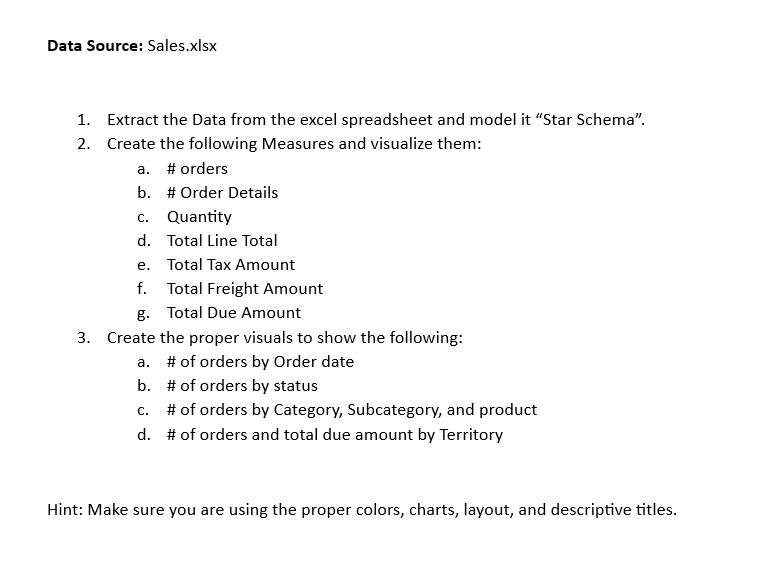 Data Source: Sales.xlsx
1. Extract the Data from the excel spreadsheet and model it “Star Schema”.
2. Create the following Measures and visualize them:
a. # orders
b. # Order Details
c. Quantity
d. Total Line Total
e. Total Tax Amount
f. Total Freight Amount
g. Total Due Amount
3. Create the proper visuals to show the following:
a. # of orders by Order date
b. # of orders by status
c. # of orders by Category, Subcategory, and product
d. # of orders and total due amount by Territory
Hint: Make sure you are using the proper colors, charts, layout, and descriptive titles.